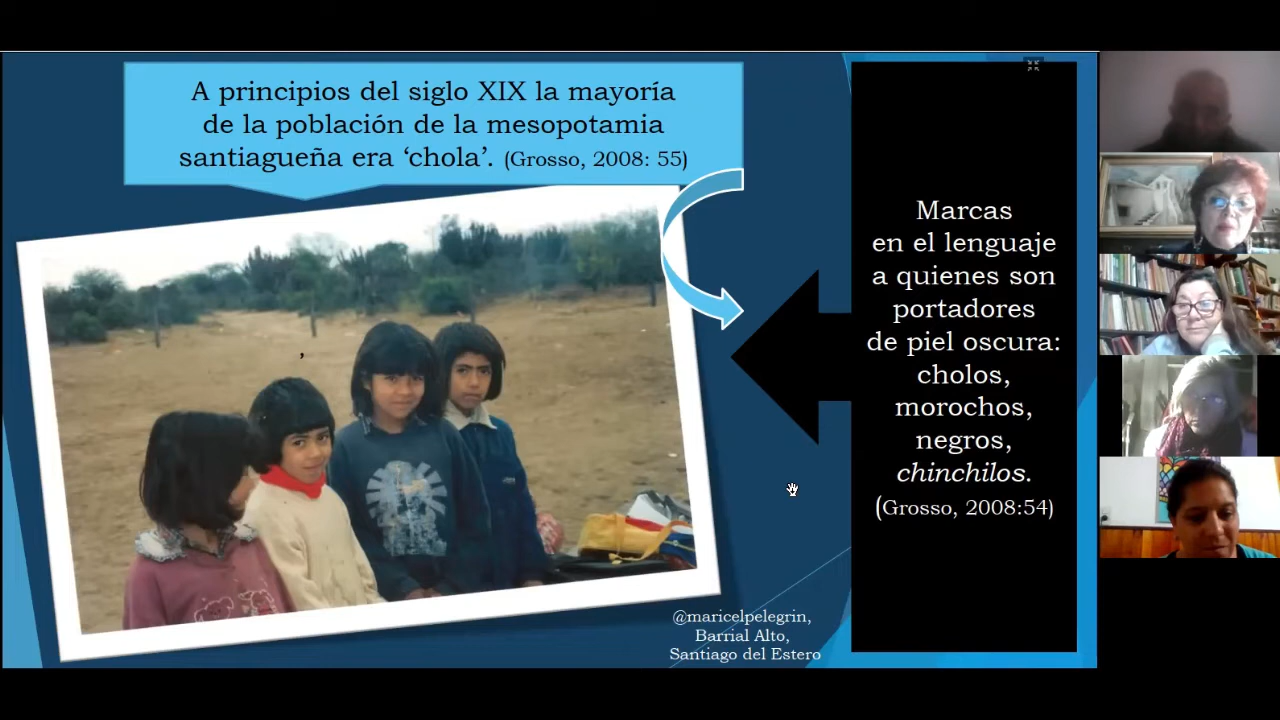 A principios del siglo XIX la mayoría
de la población de la mesopotamia
santiagueña era ‘chola’. (Grosso, 2008: 55)
Marcas
en el lenguaje
a quienes son
portadores
de piel oscura:
cholos,
morochos,
negros,
chinchilos.
(Grosso, 2008:54)
@maricelpelegrin,
Barrial Alto,
Santiago del Estero